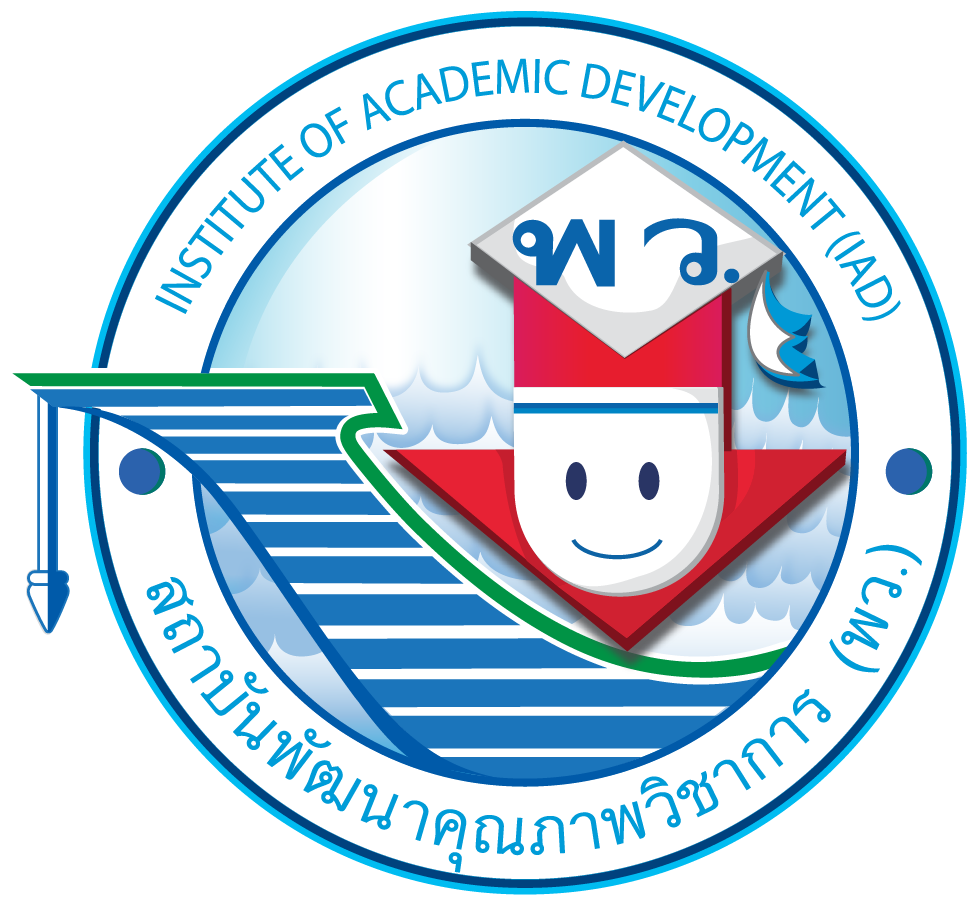 INSTITUTE OF ACADEMIC DEVELOPMENT (IAD)
พว.
สถาบันพัฒนาคุณภาพวิชาการ (พว.)